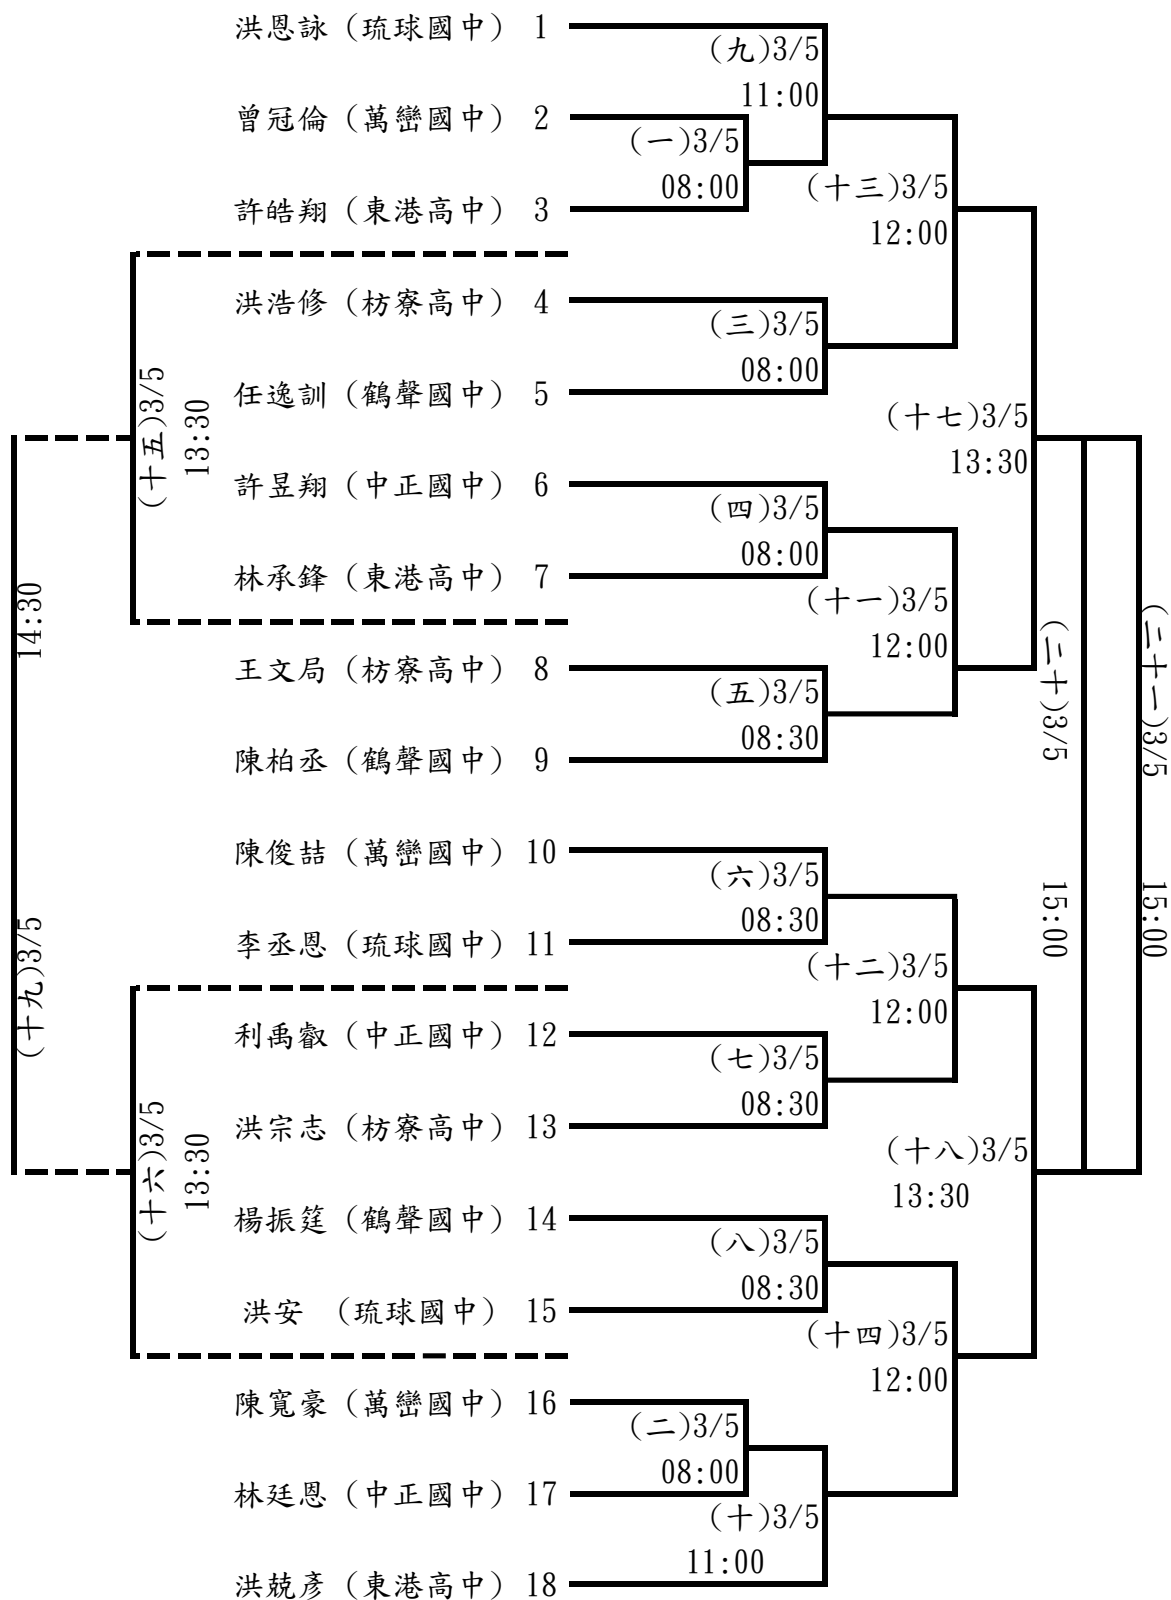 洪恩詠（琉球國中） 1
(九)3/5
11:00
曾冠倫（萬巒國中） 2
(一)3/5
08:00
(十三)3/5
12:00
許皓翔（東港高中） 3
洪浩修（枋寮高中） 4
(三)3/5
08:00
任逸訓（鶴聲國中） 5
(十五)3/5
13:30
(十七)3/5
13:30
許昱翔（中正國中） 6
(四)3/5
08:00
林承鋒（東港高中） 7
(十一)3/5
12:00
14:30
王文局（枋寮高中） 8
(五)3/5
08:30
(二十)3/5
(二十一)3/5
陳柏丞（鶴聲國中） 9
陳俊喆（萬巒國中） 10
(六)3/5
08:30
15:00
15:00
李丞恩（琉球國中） 11
(十二)3/5
12:00
(十九)3/5
利禹叡（中正國中） 12
(七)3/5
08:30
洪宗志（枋寮高中） 13
(十六)3/5
13:30
(十八)3/5
13:30
楊振筳（鶴聲國中） 14
(八)3/5
08:30
洪安 （琉球國中） 15
(十四)3/5
12:00
陳寬豪（萬巒國中） 16
(二)3/5
08:00
林廷恩（中正國中） 17
(十)3/5
11:00
洪兢彥（東港高中） 18